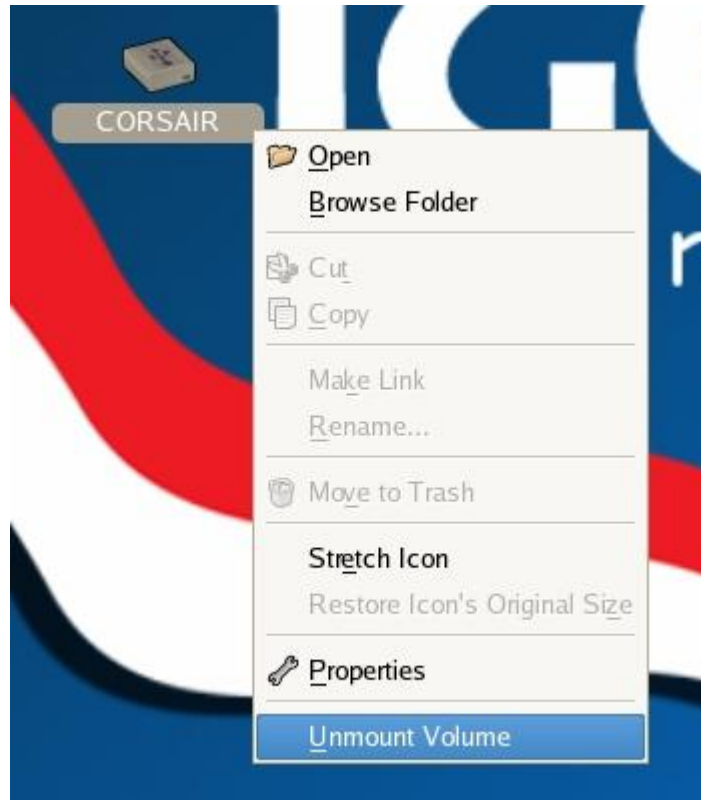 IGe
r
CORSAIR
Open
Browse Folder
Cut
Copy
Make Link
Rename...
Move to Trash
Stretch Icon
Restore Icon's Original Size
Properties
Unmount Volume